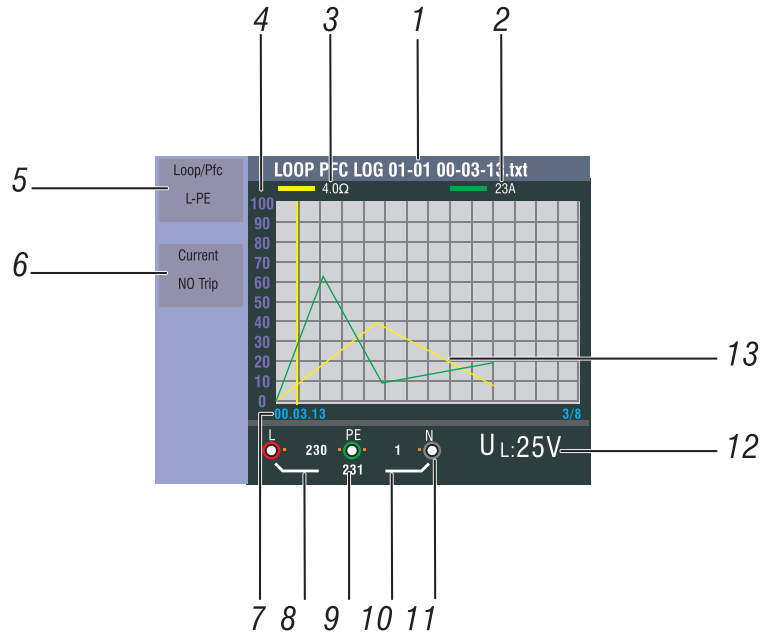 4 3 1 2
Loop/Pfc
L-PE
LOOP PFC LOG 01-01 00-03-13.txt
4.0Ω 23A
5
6
Current
NO Trip
100
90
80
70
60
50
40
30
20
10
0
13
00.03.13 3/8
L PE N
230 1
231
UL:25V
12
7 8 9 10 11